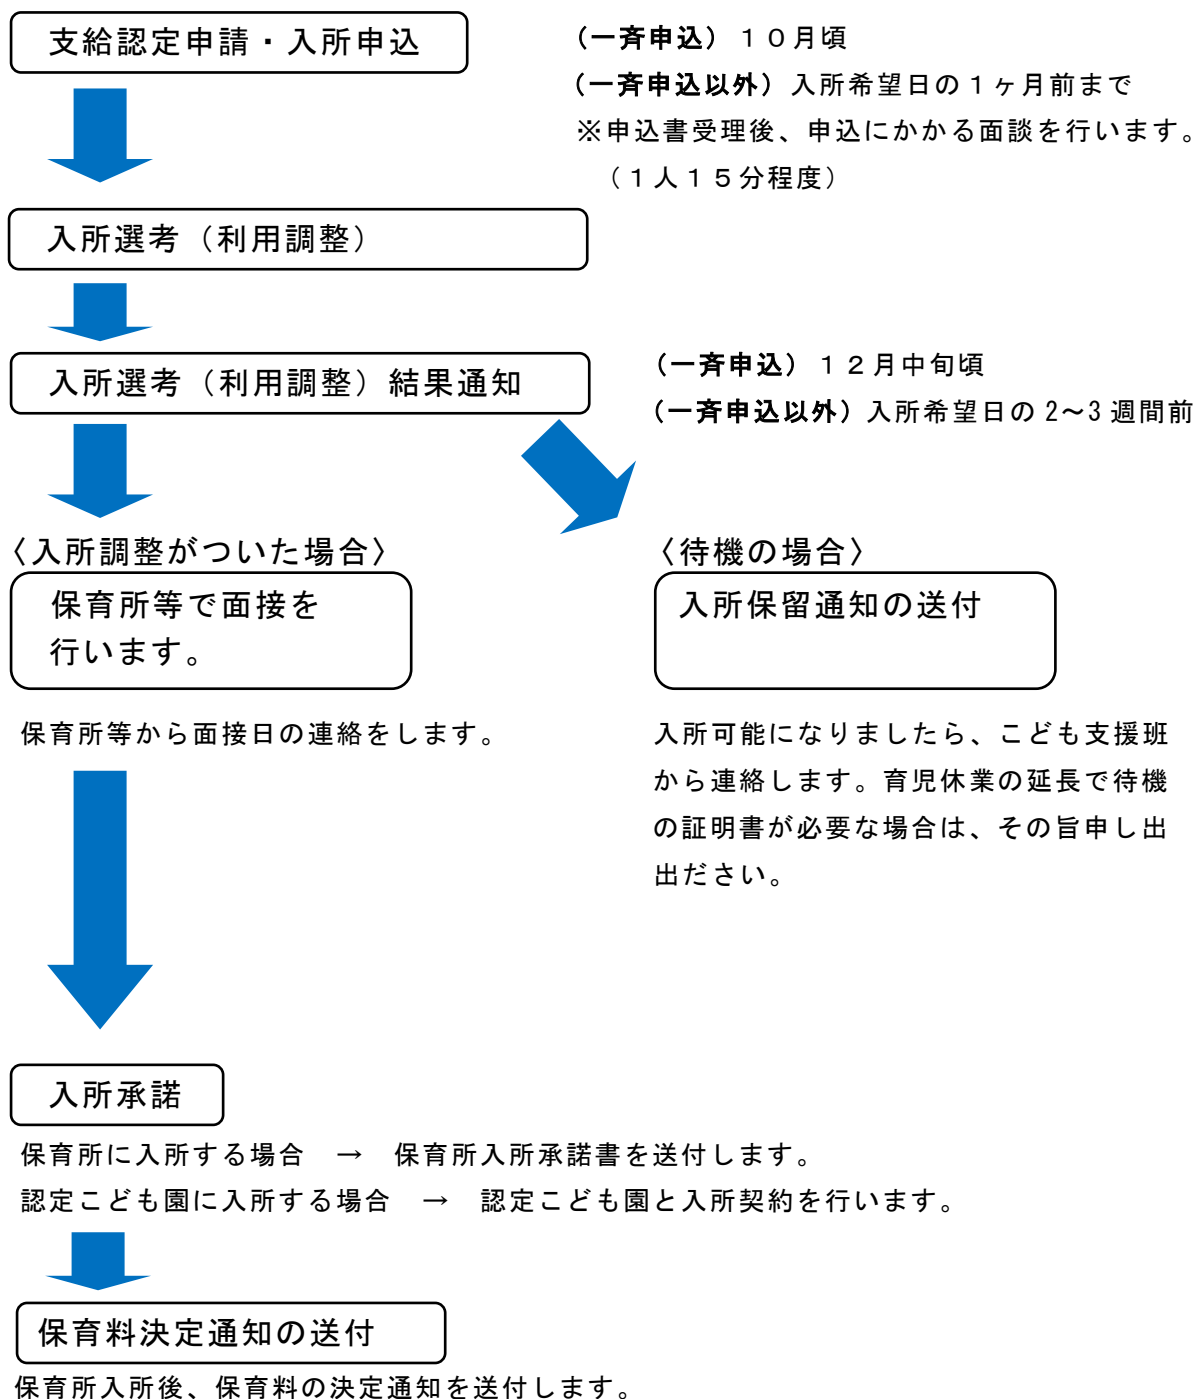 支給認定申請・入所申込
（一斉申込）１０月頃
（一斉申込以外）入所希望日の１ヶ月前まで
※申込書受理後、申込にかかる面談を行います。
（１人１５分程度）
入所選考（利用調整）
入所選考（利用調整）結果通知
（一斉申込）１２月中旬頃
（一斉申込以外）入所希望日の 2～3 週間前
〈入所調整がついた場合〉
保育所等で面接を
行います。
保育所等から面接日の連絡をします。
〈待機の場合〉
入所保留通知の送付
入所可能になりましたら、こども支援班
から連絡します。育児休業の延長で待機
の証明書が必要な場合は、その旨申し出
出ださい。
入所承諾
保育所に入所する場合　→　保育所入所承諾書を送付します。
認定こども園に入所する場合　→　認定こども園と入所契約を行います。
保育料決定通知の送付
保育所入所後、保育料の決定通知を送付します。